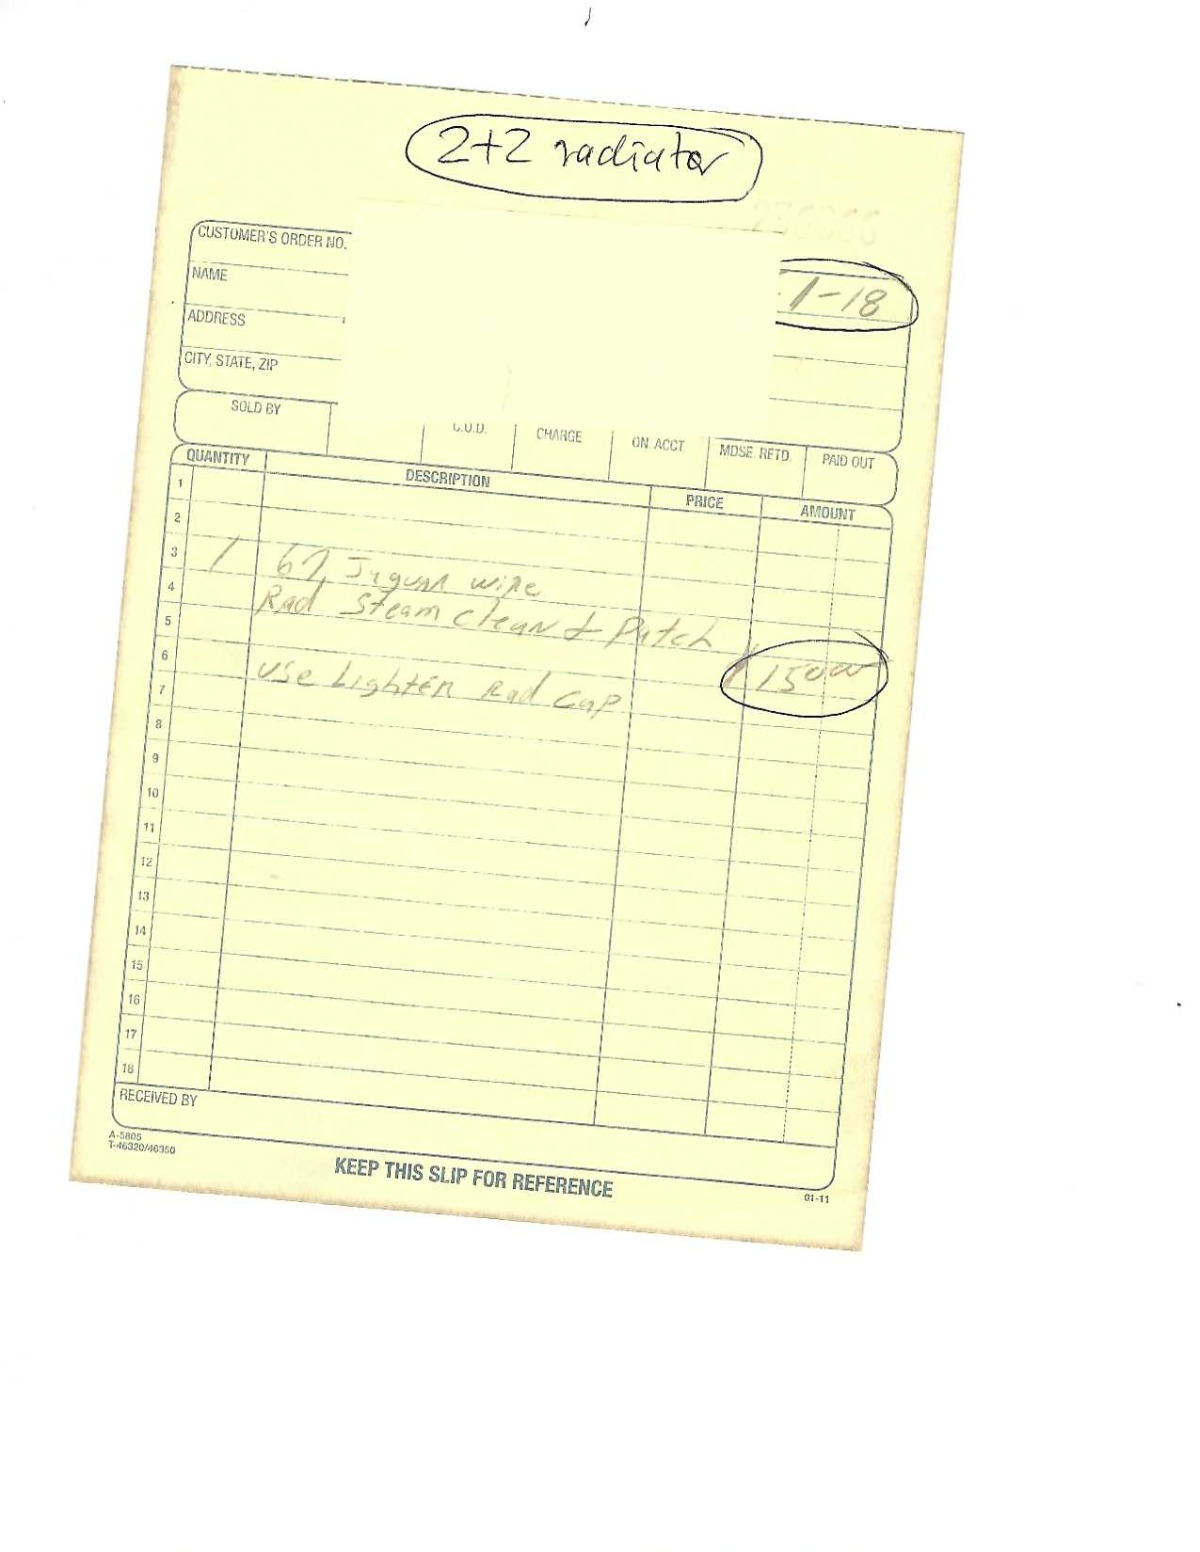 2+2 radiator
CUSTOMER'S ORDER NO.
NAME
1-18
ADDRESS
CITY, STATE, ZIP
SOLD BY
C.O.D.
CHARGE
ON ACCT.
MDSE. RETD.
PAID OUT
QUANTITY
DESCRIPTION
PRICE
AMOUNT
1
2
3 1 67 Jaguar wire
4 Rad Steam Clean & Patch
5
6 150 00
7 use Lighter Rad Cap
8
9
10
11
12
13
14
15
16
17
18
RECEIVED BY
A-5805
T-46320/46350
KEEP THIS SLIP FOR REFERENCE
01-11